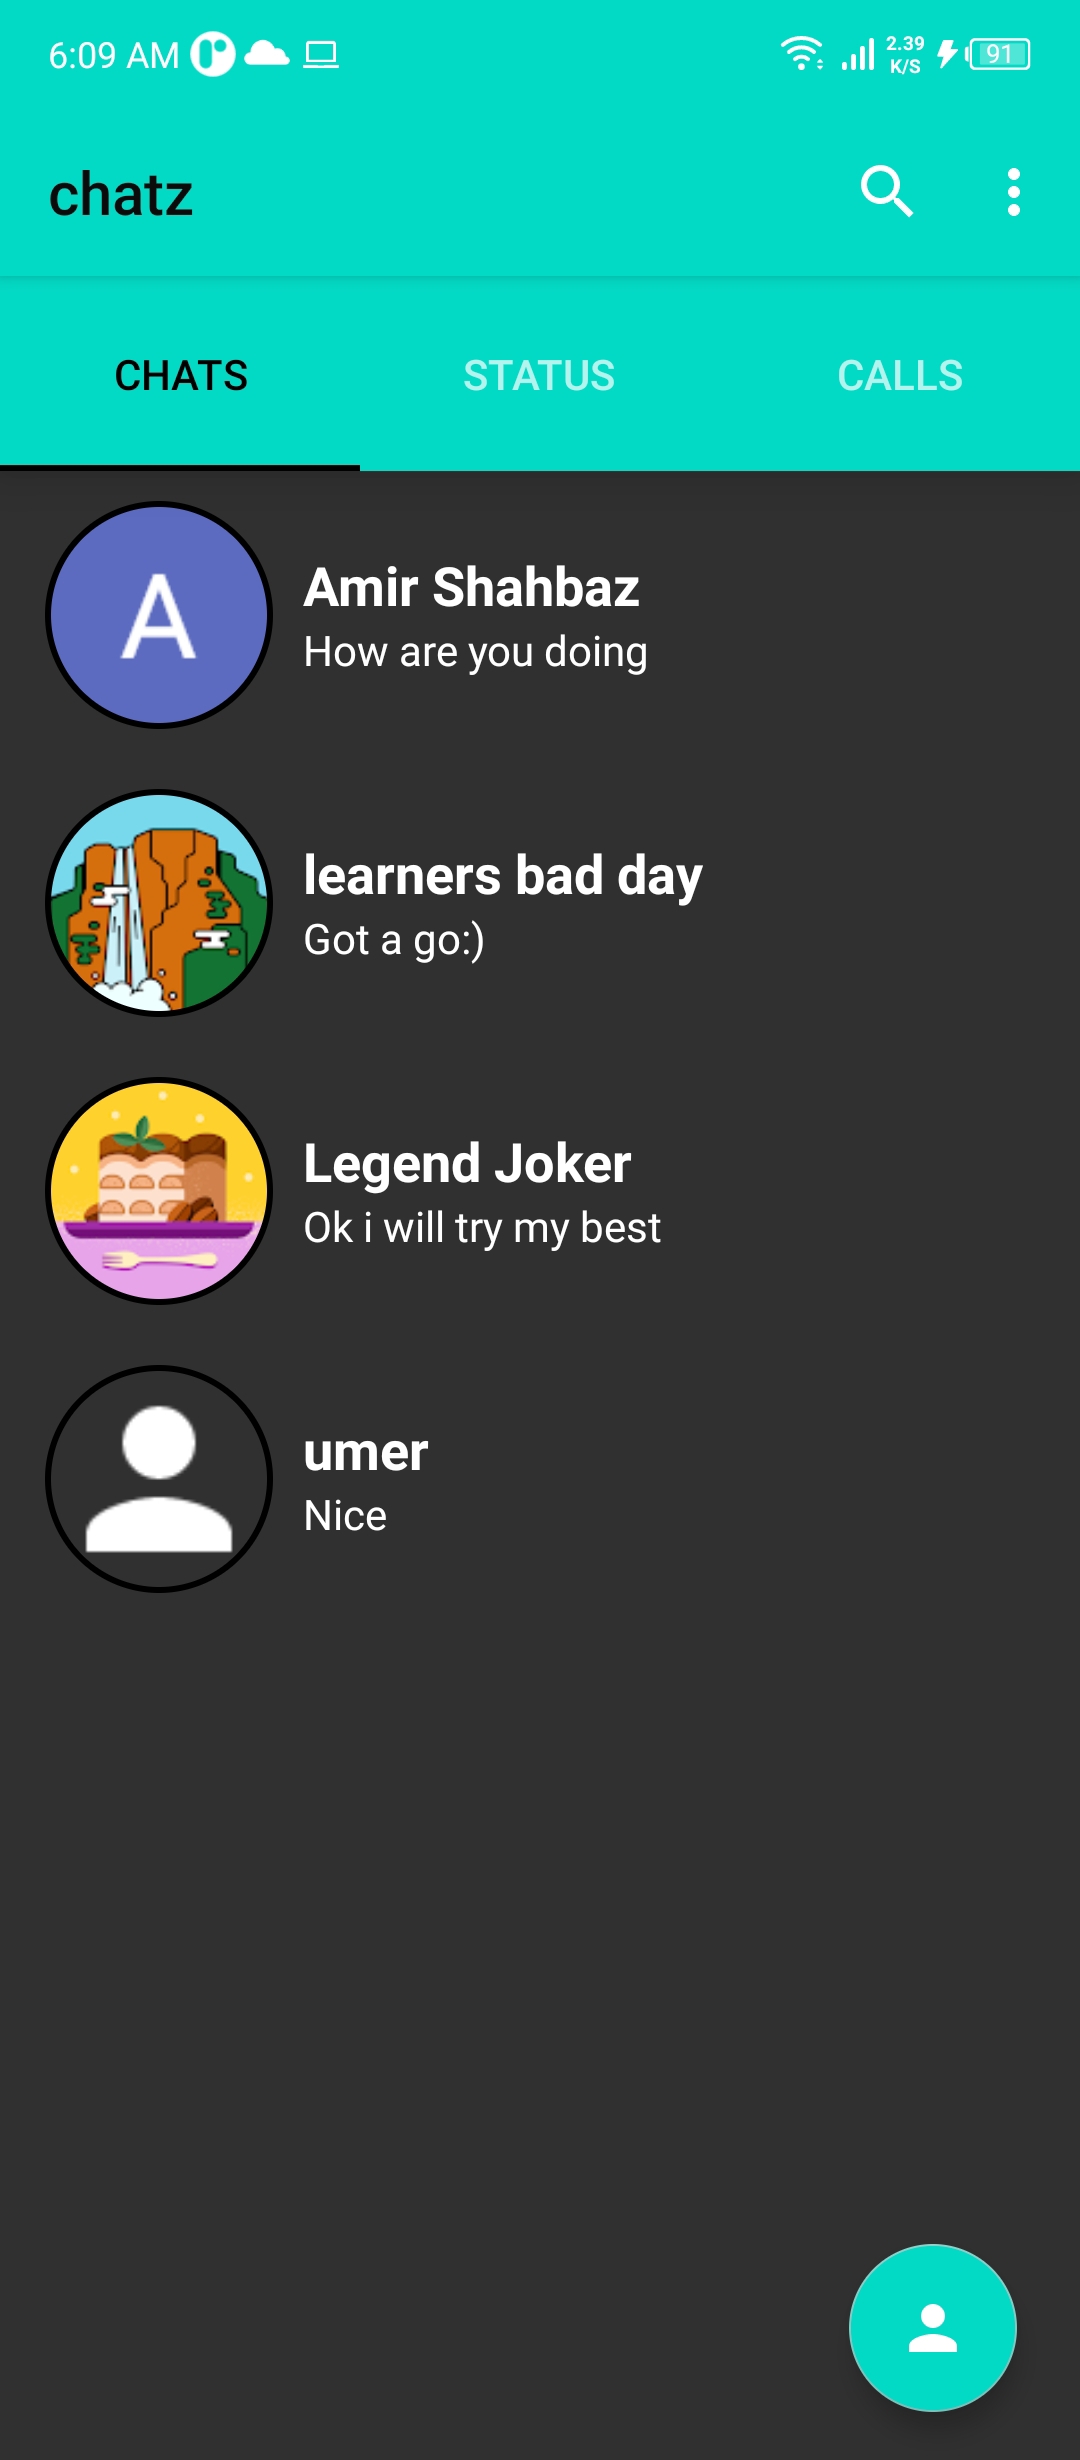 6:09 AM
2.39
K/S
91
chatz
CHATS
STATUS
CALLS
A
Amir Shahbaz
How are you doing
learners bad day
Got a go:)
Legend Joker
Ok i will try my best
umer
Nice